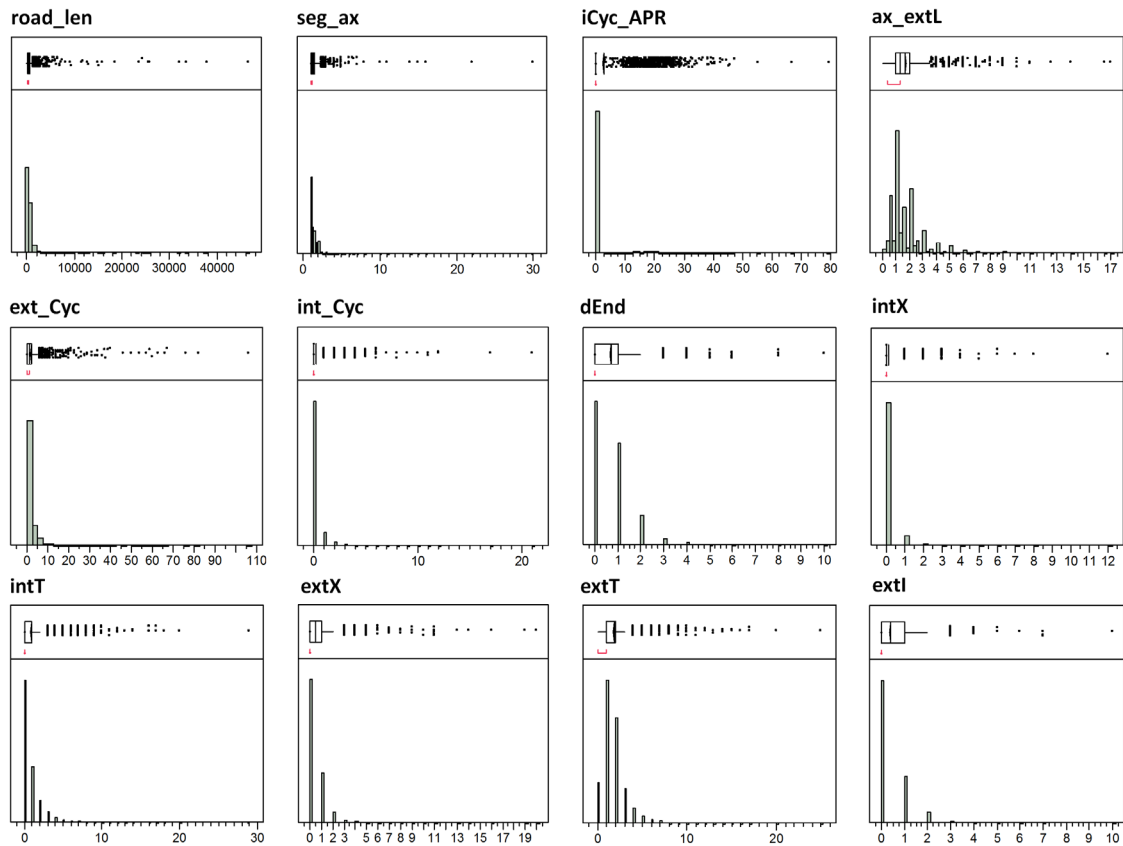 road_len seg_ax iCyc_APR ax_extL
0 10000 20000 30000 40000 0 10 20 30 0 10 20 30 40 50 60 70 80 0 1 2 3 4 5 6 7 8 9 11 13 15 17
ext_Cyc int_Cyc dEnd intX
0 10 20 30 40 50 60 70 80 90 110 0 10 20 0 1 2 3 4 5 6 7 8 9 10 0 1 2 3 4 5 6 7 8 9 10 12
intT extX extT extI
0 10 20 30 0 1 2 3 5 6 7 8 9 11 13 15 17 19 0 10 20 0 1 2 3 4 5 6 7 8 10